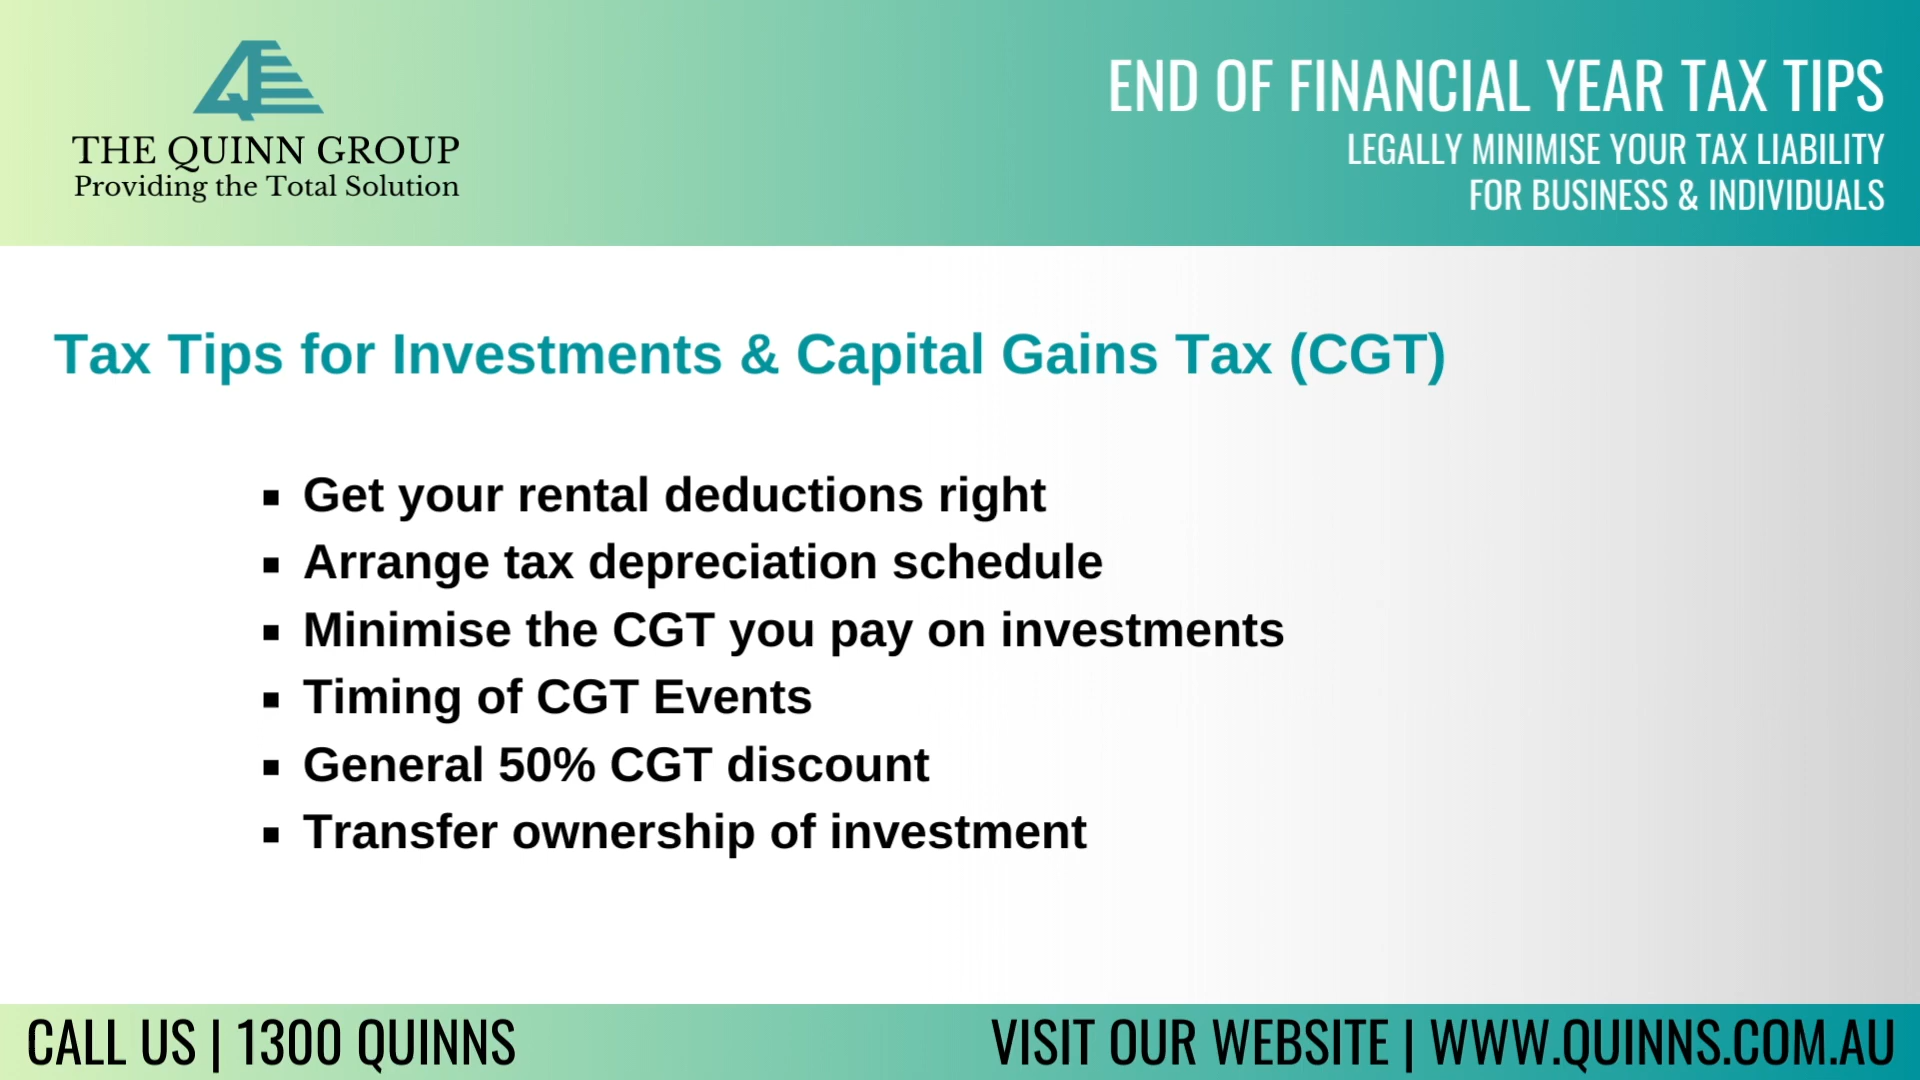 THE QUINN GROUP
Providing the Total Solution
END OF FINANCIAL YEAR TAX TIPS
LEGALLY MINIMISE YOUR TAX LIABILITY
FOR BUSINESS & INDIVIDUALS
Tax Tips for Investments & Capital Gains Tax (CGT)
▪ Get your rental deductions right
▪ Arrange tax depreciation schedule
▪ Minimise the CGT you pay on investments
▪ Timing of CGT Events
▪ General 50% CGT discount
▪ Transfer ownership of investment
CALL US | 1300 QUINNS
VISIT OUR WEBSITE | WWW.QUINNS.COM.AU